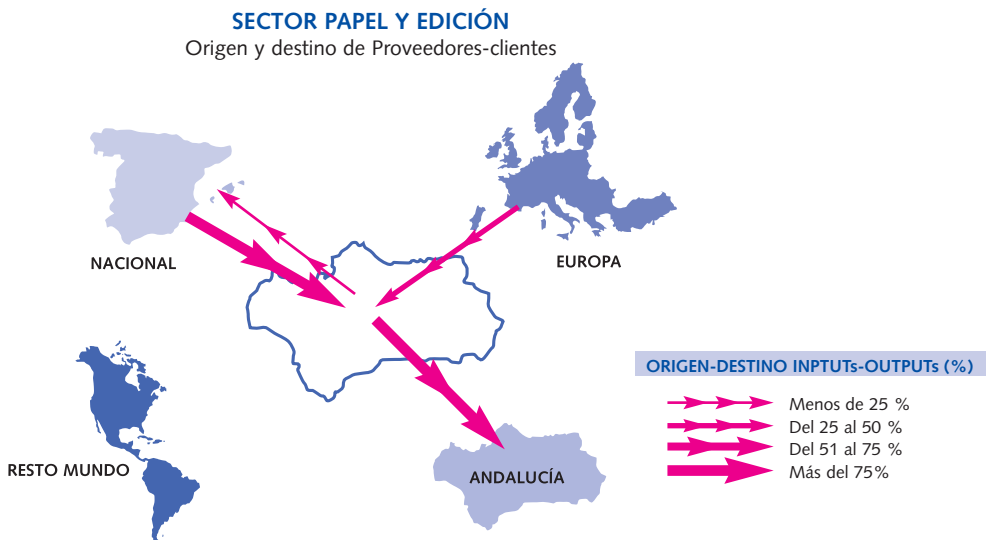 SECTOR PAPEL Y EDICIÓN
Origen y destino de Proveedores-clientes
NACIONAL
EUROPA
RESTO MUNDO
ANDALUCÍA
ORIGEN-DESTINO INPTUTs-OUTPUTs (%)
Menos de 25 %
Del 25 al 50 %
Del 51 al 75 %
Más del 75%